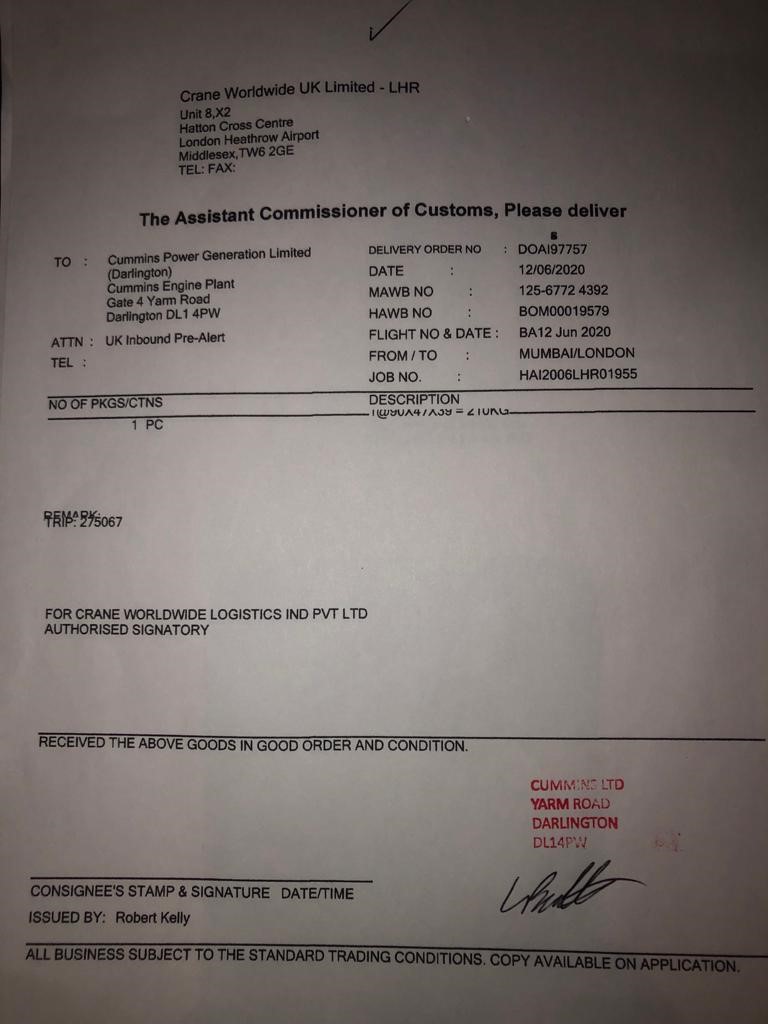 Crane Worldwide UK Limited - LHR
Unit 8,X2
Hatton Cross Centre
London Heathrow Airport
Middlesex,TW6 2GE
TEL: FAX:
The Assistant Commissioner of Customs, Please deliver
s
TO : Cummins Power Generation Limited
(Darlington)
Cummins Engine Plant
Gate 4 Yarm Road
Darlington DL1 4PW
ATTN : UK Inbound Pre-Alert
TEL :
DELIVERY ORDER NO : DOAI97757
DATE : 12/06/2020
MAWB NO : 125-6772 4392
HAWB NO : BOM00019579
FLIGHT NO & DATE : BA12 Jun 2020
FROM / TO : MUMBAI/LONDON
JOB NO. : HAI2006LHR01955
NO OF PKGS/CTNS DESCRIPTION
1@90X47X39 = 210KG
1 PC
REMARK:
TRIP: 275067
FOR CRANE WORLDWIDE LOGISTICS IND PVT LTD
AUTHORISED SIGNATORY
RECEIVED THE ABOVE GOODS IN GOOD ORDER AND CONDITION.
CUMMINS LTD
YARM ROAD
DARLINGTON
DL14PW
CONSIGNEE'S STAMP & SIGNATURE DATE/TIME
ISSUED BY: Robert Kelly
ALL BUSINESS SUBJECT TO THE STANDARD TRADING CONDITIONS. COPY AVAILABLE ON APPLICATION.